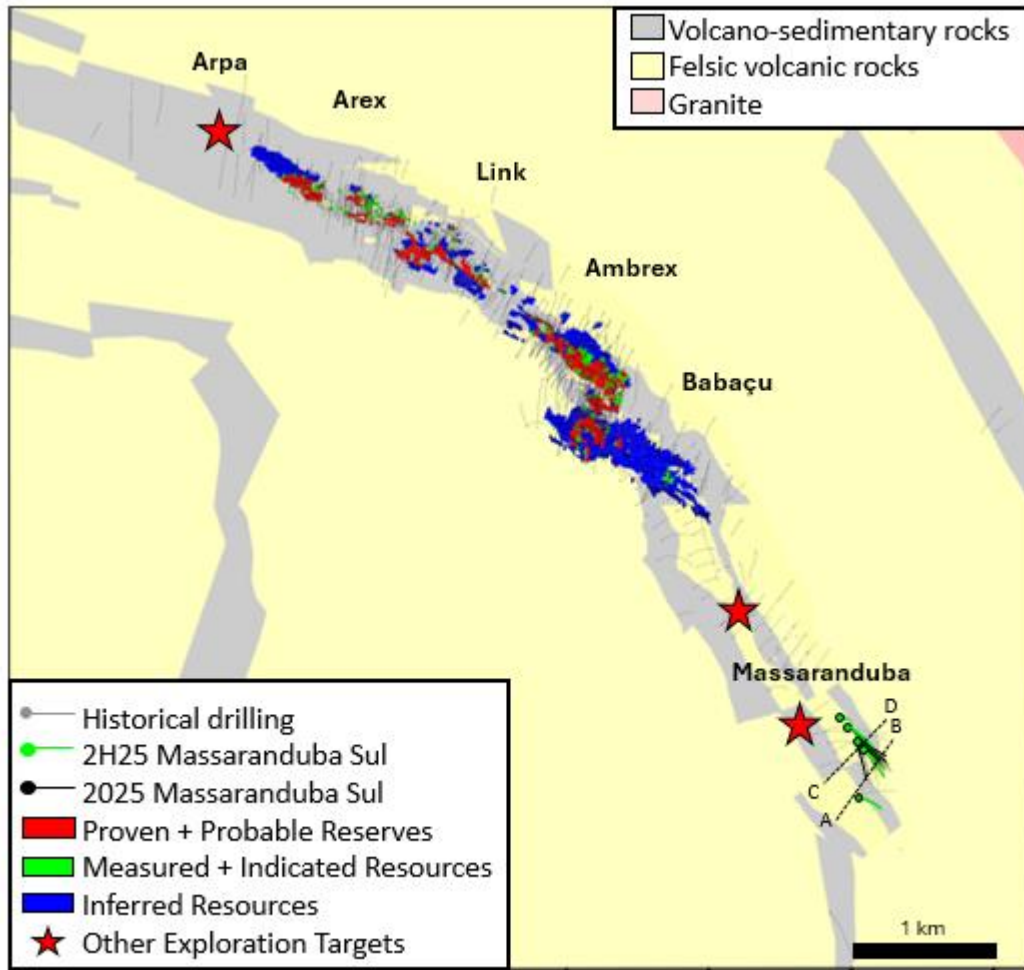 Volcano-sedimentary rocks
Felsic volcanic rocks
Granite
Arpa
Arex
Link
Ambrex
Babaçu
Massaranduba
D
B
C
A
Historical drilling
2H25 Massaranduba Sul
2025 Massaranduba Sul
Proven + Probable Reserves
Measured + Indicated Resources
Inferred Resources
Other Exploration Targets
1 km